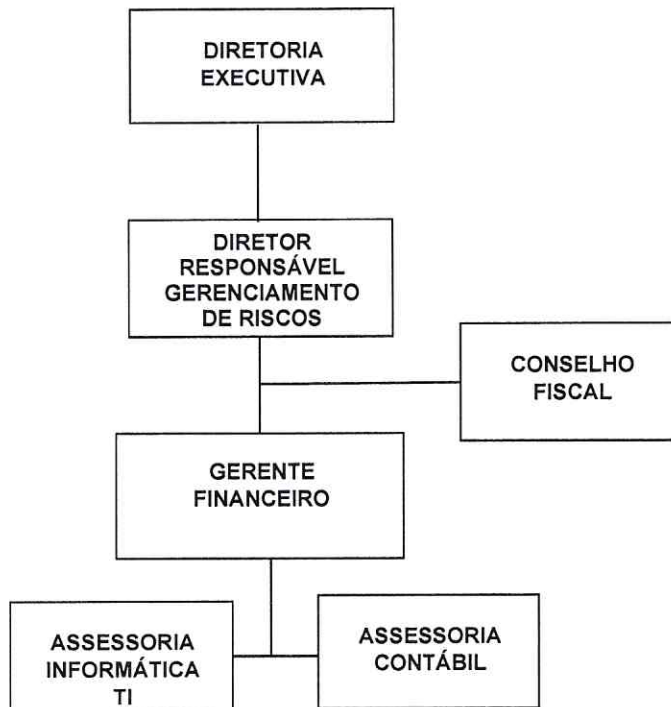 DIRETORIA
EXECUTIVA
DIRETOR
RESPONSÁVEL
GERENCIAMENTO
DE RISCOS
CONSELHO
FISCAL
GERENTE
FINANCEIRO
ASSESSORIA
INFORMÁTICA
TI
ASSESSORIA
CONTÁBIL